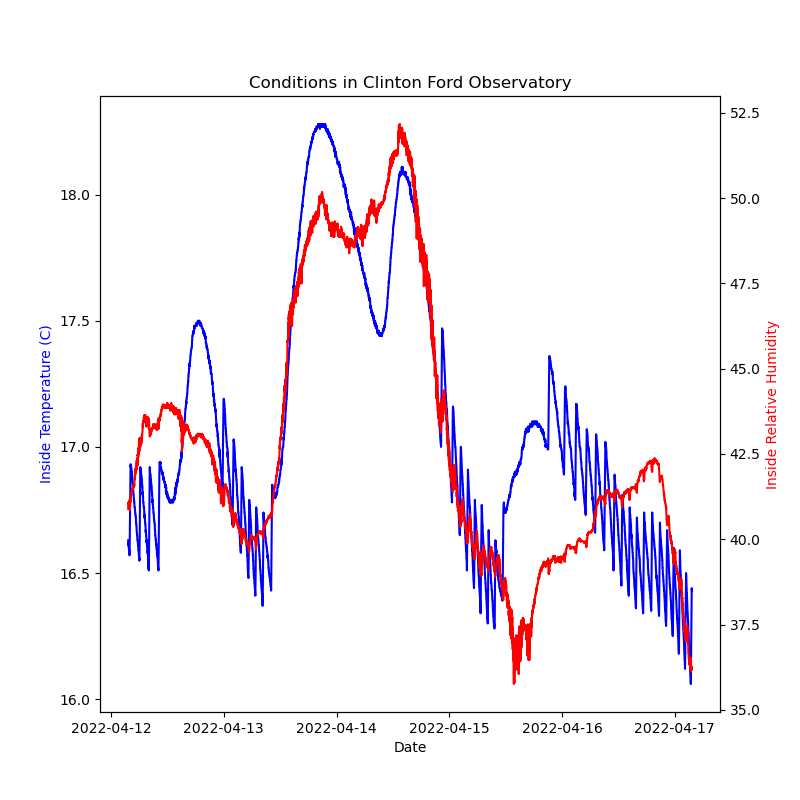 Conditions in Clinton Ford Observatory
18.0
17.5
17.0
16.5
16.0
Inside Temperature (C)
52.5
50.0
47.5
45.0
42.5
40.0
37.5
35.0
Inside Relative Humidity
2022-04-12 2022-04-13 2022-04-14 2022-04-15 2022-04-16 2022-04-17
Date